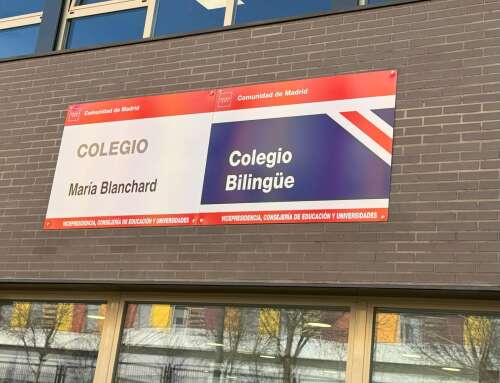 Comunidad de Madrid
COLEGIO
María Blanchard
VICEPRESIDENCIA, CONSEJERÍA DE EDUCACIÓN Y UNIVERSIDADES
Comunidad de Madrid
Colegio
Bilingüe
VICEPRESIDENCIA, CONSEJERÍA DE EDUCACIÓN Y UNIVERSIDADES